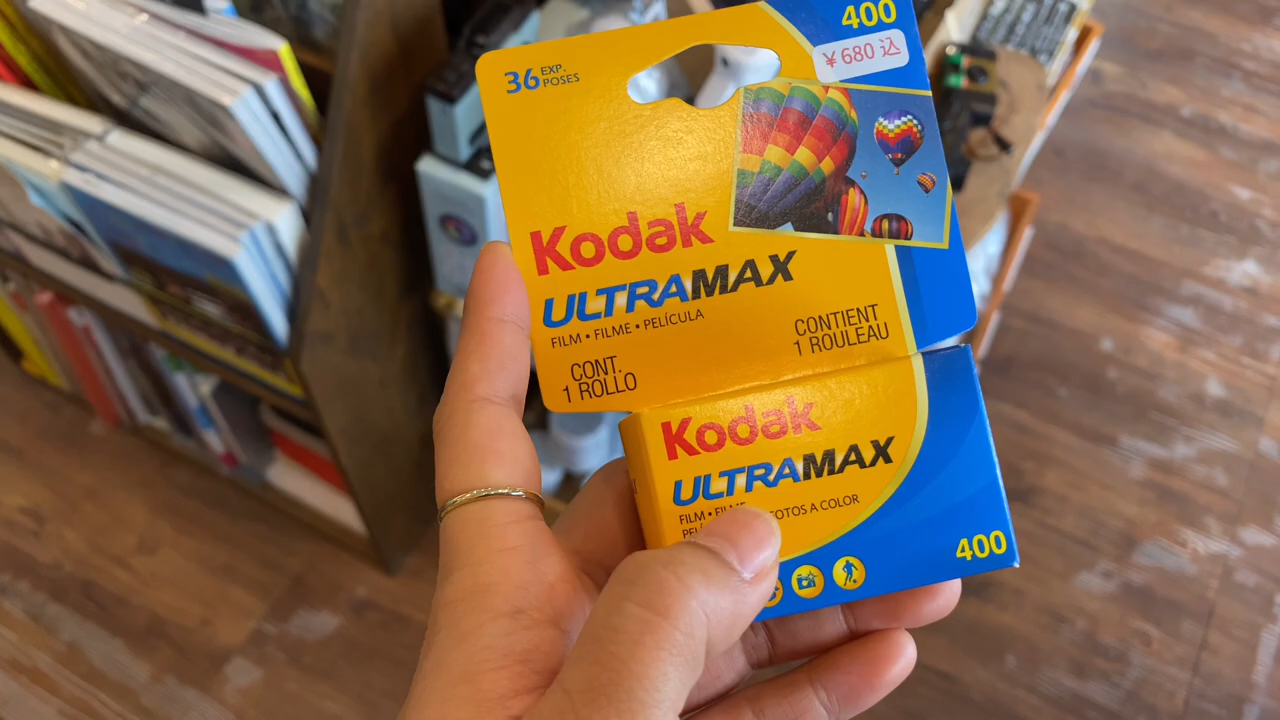 400
¥680 込
36 EXP.
POSES
Kodak
ULTRAMAX
FILM • FILME • PELÍCULA
CONT.
1 ROLLO
CONTIENT
1 ROULEAU
Kodak
ULTRAMAX
FILM • OTOS A COLOR
400